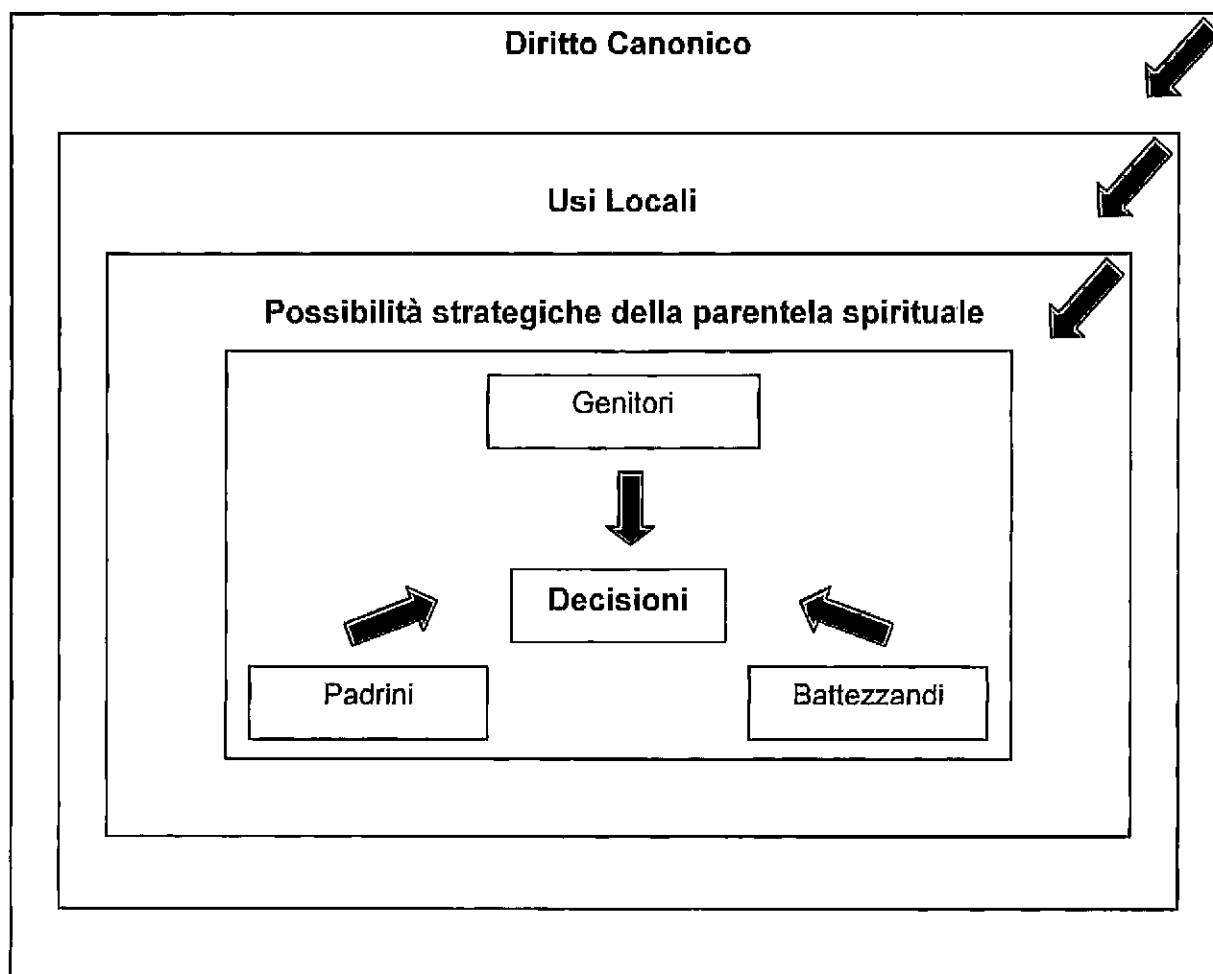 Diritto Canonico
Usi Locali
Possibilità strategiche della parentela spirituale
Genitori
Decisioni
Padrini
Battezzandi